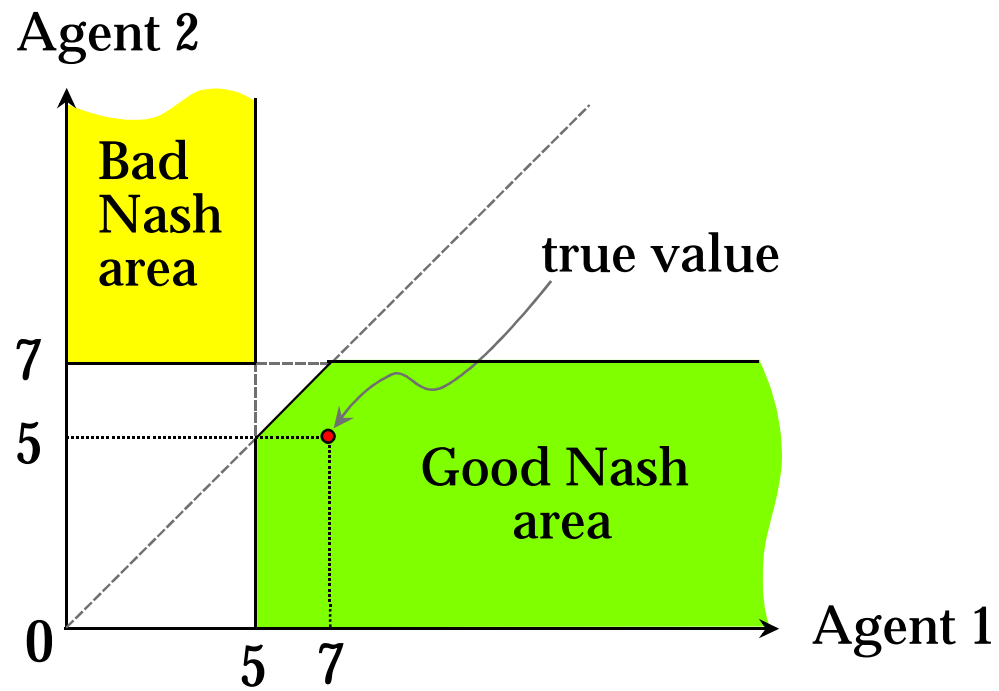 Agent 2
Bad
Nash
area
true value
7
5
Good Nash
area
0
5
7
Agent 1